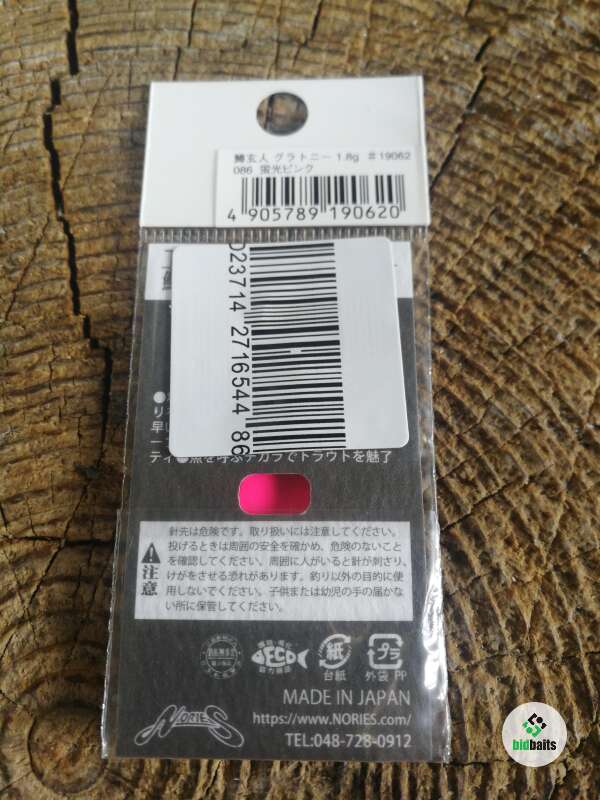 鱒玄人 グラトニー 1.8g #19062
086 蛍光ピンク
4 905789 190620
D23714 2716544 86
早
ティ●魚を呼ぶチカラでトラウトを魅了
注意
針先は危険です。取り扱いには注意してください。
投げるときは周囲の安全を確かめ、危険のないこと
を確認してください。周囲に人がいると針が刺さり、
けがをさせる恐れがあります。釣り以外の目的に使
用しないでください。子供または幼児の手の届かな
い所に保管してください。
ECO
紙
台紙
プラ
外袋 PP
MADE IN JAPAN
NORIES
https://www.NORIES.com/
TEL:048-728-0912
bidbaits